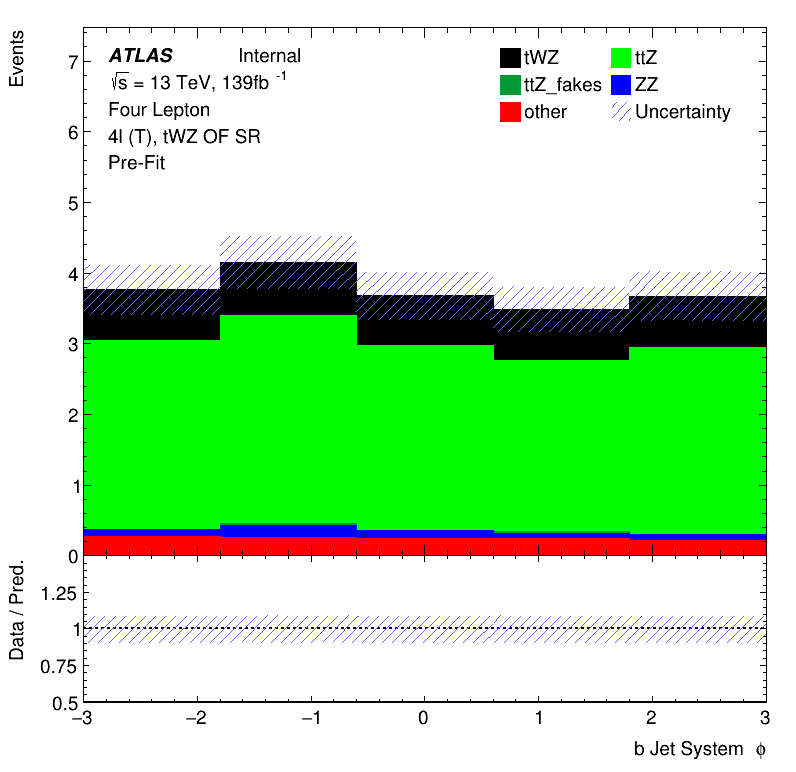 Events
7
6
5
4
3
2
1
0
ATLAS Internal
√s = 13 TeV, 139fb -1
Four Lepton
4l (T), tWZ OF SR
Pre-Fit
tWZ ttZ
ttZ_fakes ZZ
other Uncertainty
Data / Pred.
1.25
1
0.75
0.5
−3 −2 −1 0 1 2 3
b Jet System ϕ